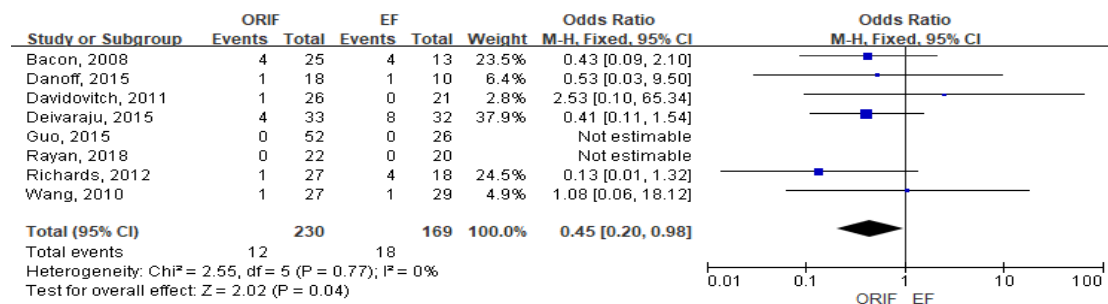 ORIF EF Odds Ratio Odds Ratio
Study or Subgroup Events Total Events Total Weight M-H, Fixed, 95% CI M-H, Fixed, 95% CI
Bacon, 2008 4 25 4 13 23.5% 0.43 [0.09, 2.10]
Danoff, 2015 1 18 1 10 6.4% 0.53 [0.03, 9.50]
Davidovitch, 2011 1 26 0 21 2.8% 2.53 [0.10, 65.34]
Deivaraju, 2015 4 33 8 32 37.9% 0.41 [0.11, 1.54]
Guo, 2015 0 52 0 26 Not estimable
Rayan, 2018 0 22 0 20 Not estimable
Richards, 2012 1 27 4 18 24.5% 0.13 [0.01, 1.32]
Wang, 2010 1 27 1 29 4.9% 1.08 [0.06, 18.12]
Total (95% CI) 230 169 100.0% 0.45 [0.20, 0.98]
Total events 12 18
Heterogeneity: Chi² = 2.55, df = 5 (P = 0.77); I² = 0%
Test for overall effect: Z = 2.02 (P = 0.04)
0.01 0.1 1 10 100
ORIF EF